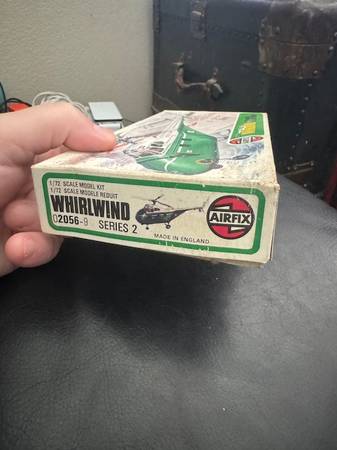 1/72 SCALE MODEL KIT
1/72 SCALE MODELE REDUIT
WHIRLWIND
02056-9 SERIES 2
MADE IN ENGLAND
AIRFIX